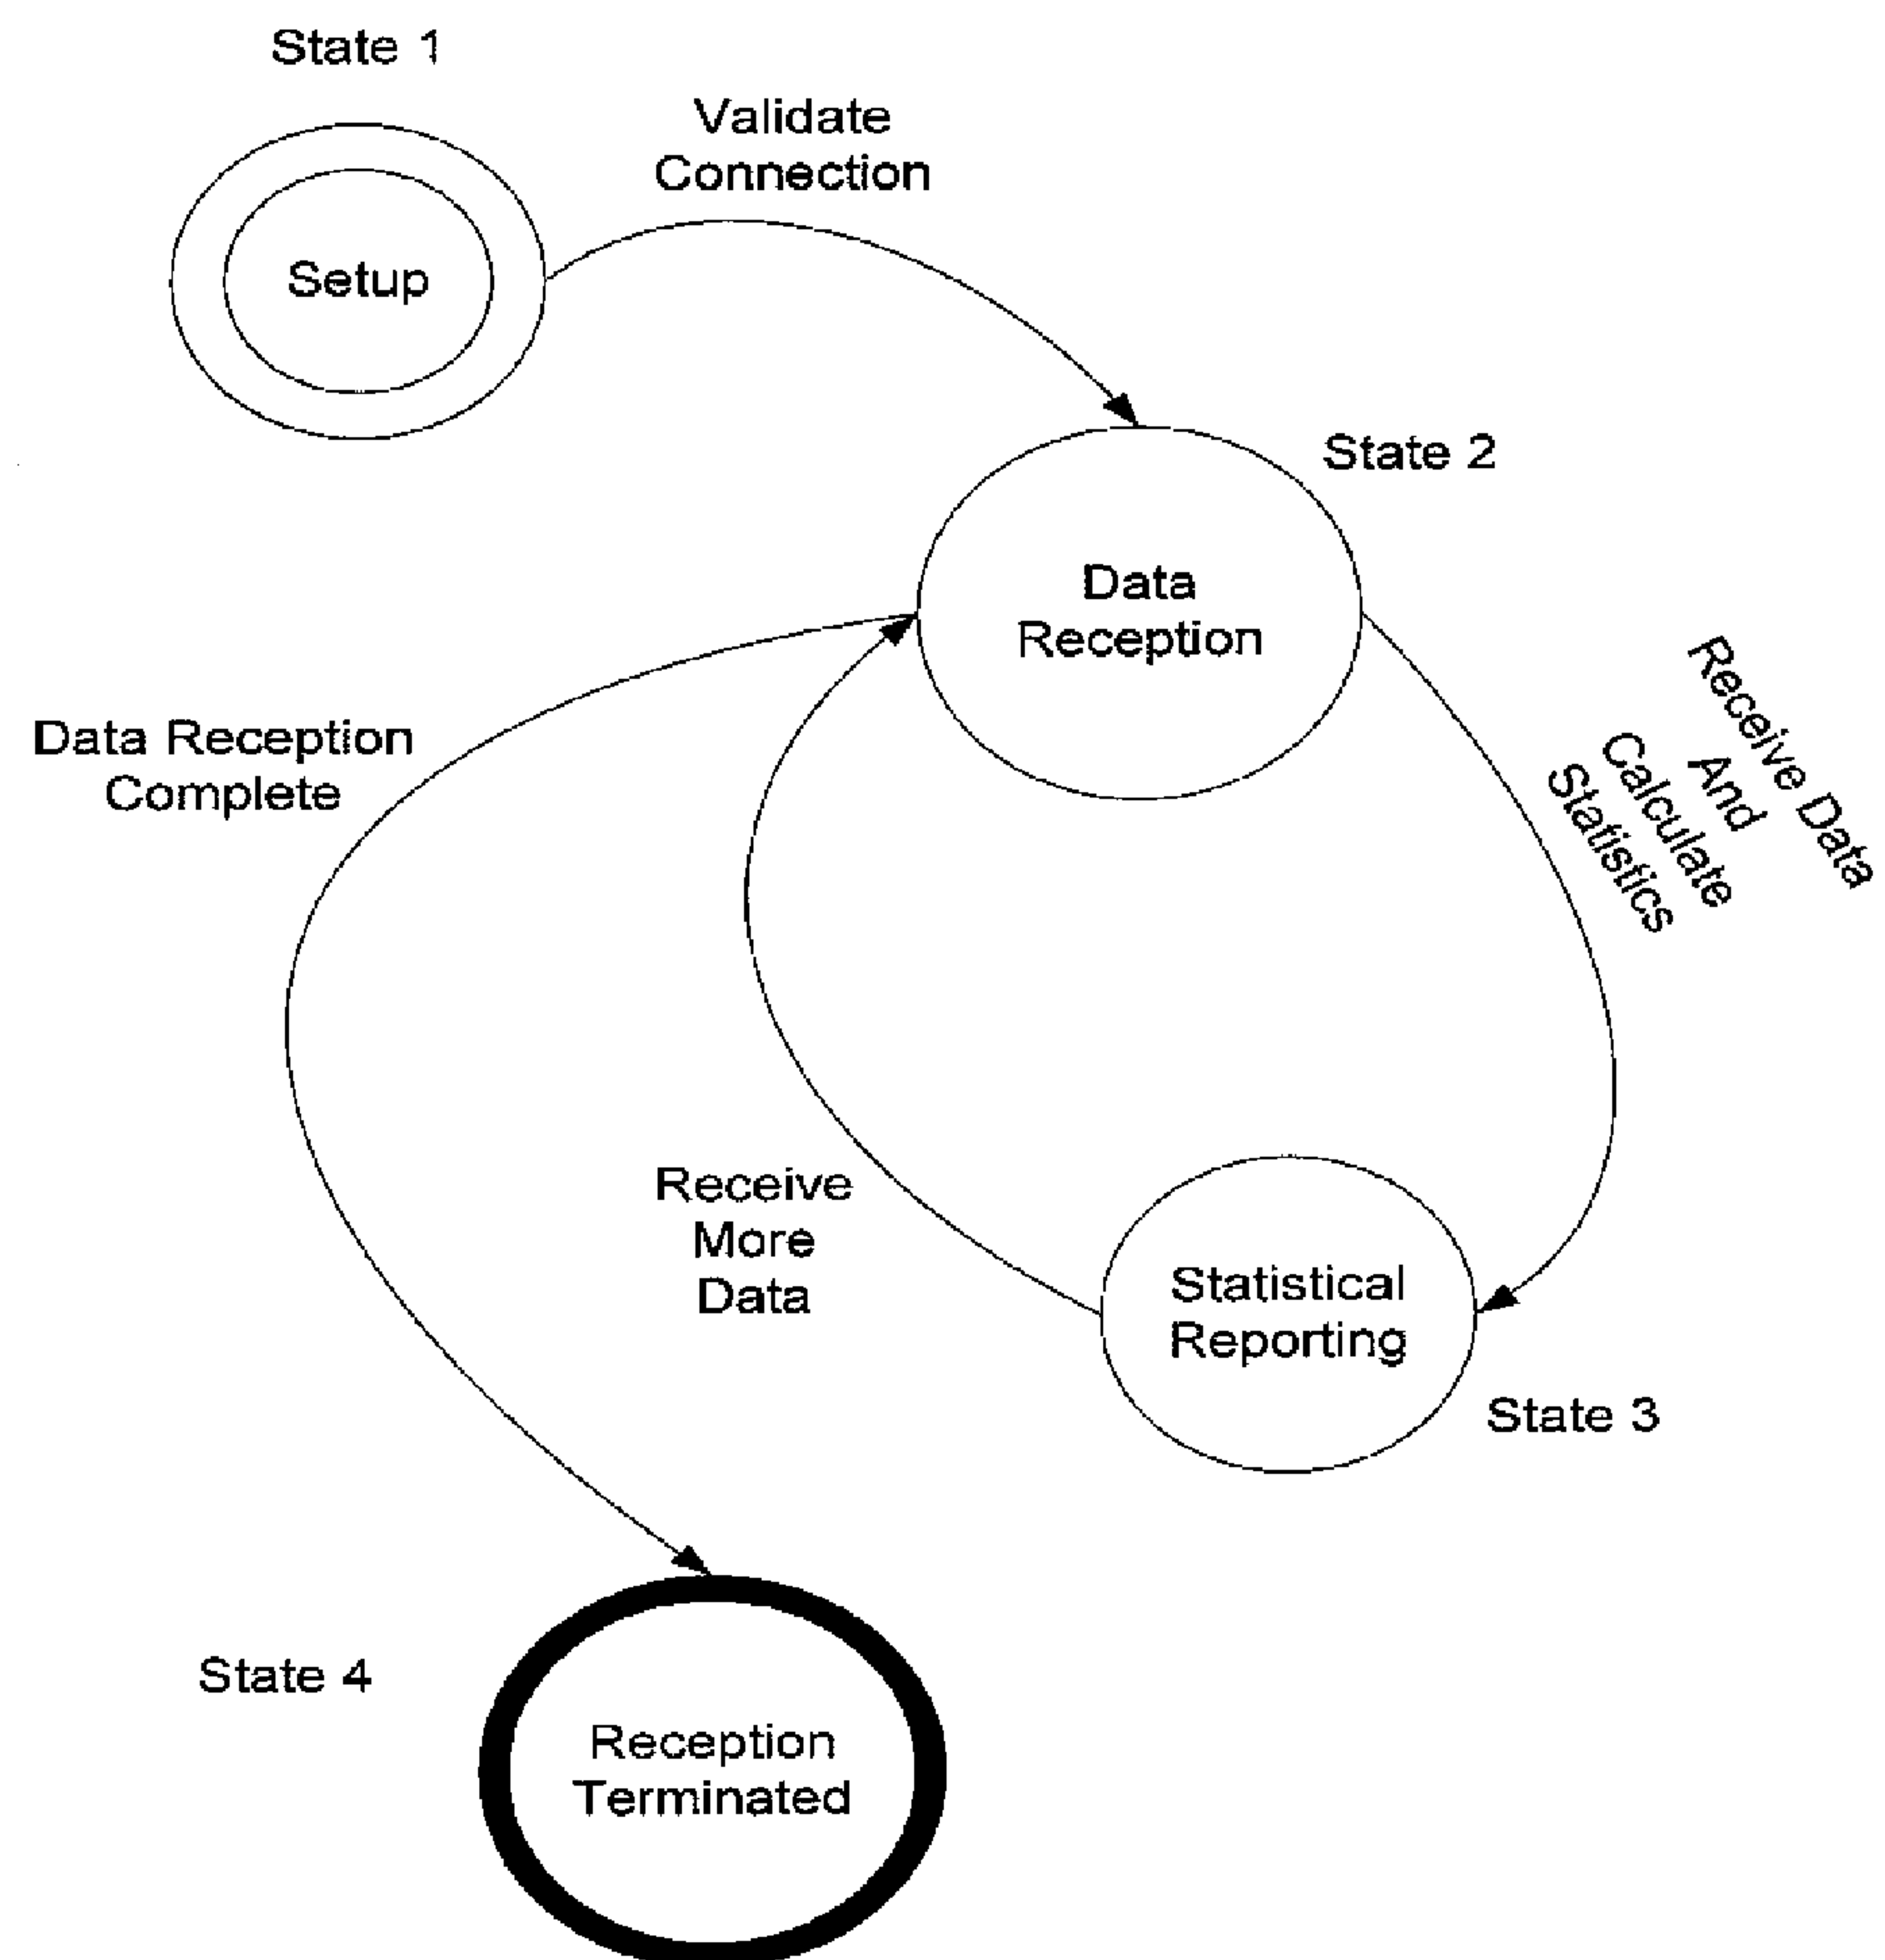 State 1
Validate
Connection
Setup
State 2
Data
Reception
Receive Data
And
Calculate
Statistics
Data Reception
Complete
Receive
More
Data
Statistical
Reporting
State 3
State 4
Reception
Terminated